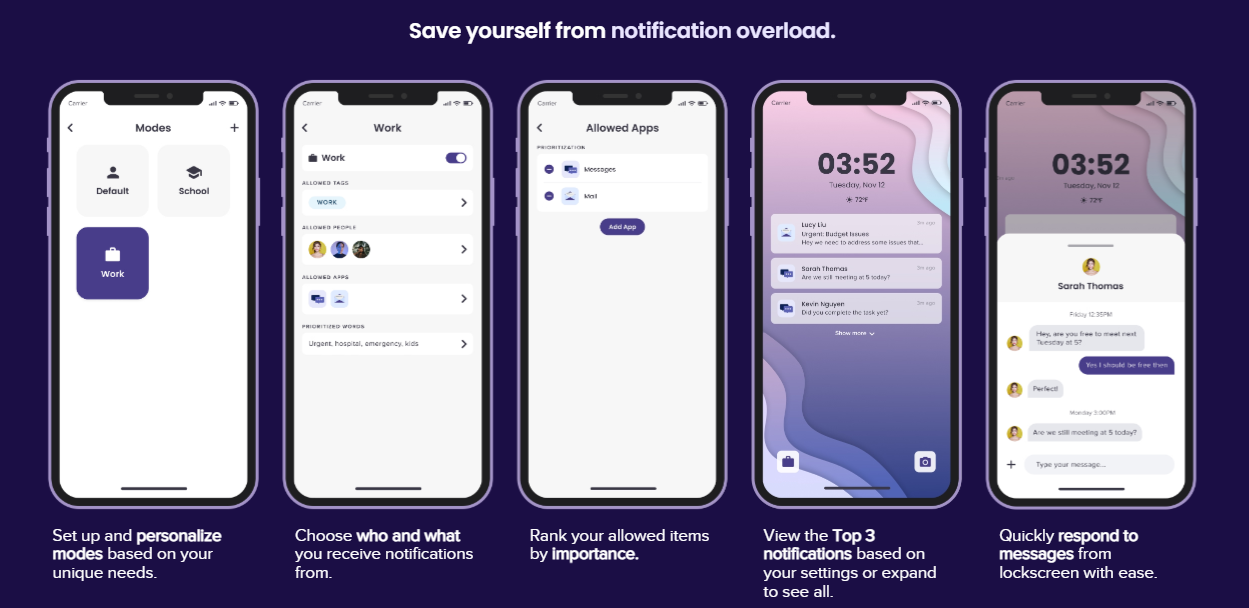 Save yourself from notification overload.
Carrier
Modes
Default
School
Work
Set up and personalize
modes based on your
unique needs.
Carrier
Work
Work
ALLOWED TAGS
WORK
ALLOWED PEOPLE
ALLOWED APPS
PRIORITIZED WORDS
Urgent, hospital, emergency, kids
Choose who and what
you receive notifications
from.
Carrier
Allowed Apps
PRIORITIZATION
Messages
Mail
Add App
Rank your allowed items
by importance.
Carrier
03:52
Tuesday, Nov 12
72°F
Lucy Liu
Urgent: Budget Issues
Hey we need to address some issues that...
Sarah Thomas
Are we still meeting at 5 today?
Kevin Nguyen
Did you complete the task yet?
Show more
View the Top 3
notifications based on
your settings or expand
to see all.
Carrier
03:52
Tuesday, Nov 12
72°F
Sarah Thomas
Friday 12:35PM
Hey, are you free to meet next
Tuesday at 5?
Yes I should be free then
Perfect!
Monday 3:00PM
Are we still meeting at 5 today?
Type your message...
Quickly respond to
messages from
lockscreen with ease.